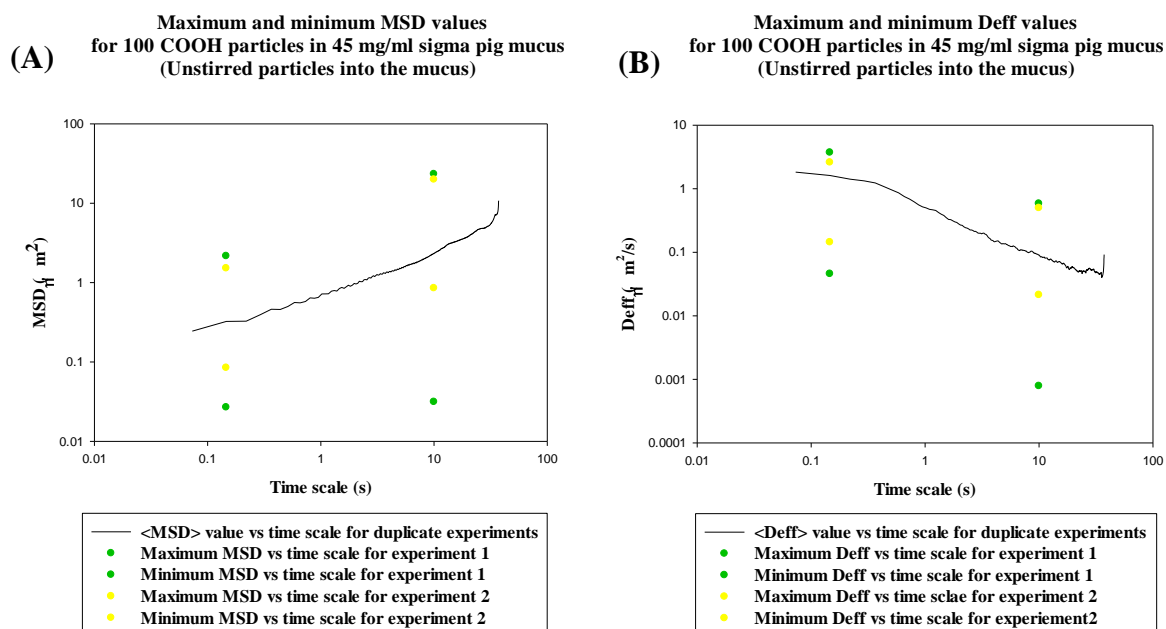 (A)
Maximum and minimum MSD values
for 100 COOH particles in 45 mg/ml sigma pig mucus
(Unstirred particles into the mucus)
100
10
1
0.1
0.01
MSD (m²)
0.01 0.1 1 10 100
Time scale (s)
<MSD> value vs time scale for duplicate experiments
Maximum MSD vs time scale for experiment 1
Minimum MSD vs time scale for experiment 1
Maximum MSD vs time scale for experiment 2
Minimum MSD vs time scale for experiment 2
(B)
Maximum and minimum Deff values
for 100 COOH particles in 45 mg/ml sigma pig mucus
(Unstirred particles into the mucus)
10
1
0.1
0.01
0.001
0.0001
Deff (m²/s)
0.01 0.1 1 10 100
Time scale (s)
<Deff> value vs time scale for duplicate experiments
Maximum Deff vs time scale for experiment 1
Minimum Deff vs time scale for experiment 1
Maximum Deff vs time sclae for experiment 2
Minimum Deff vs time scale for experiement2